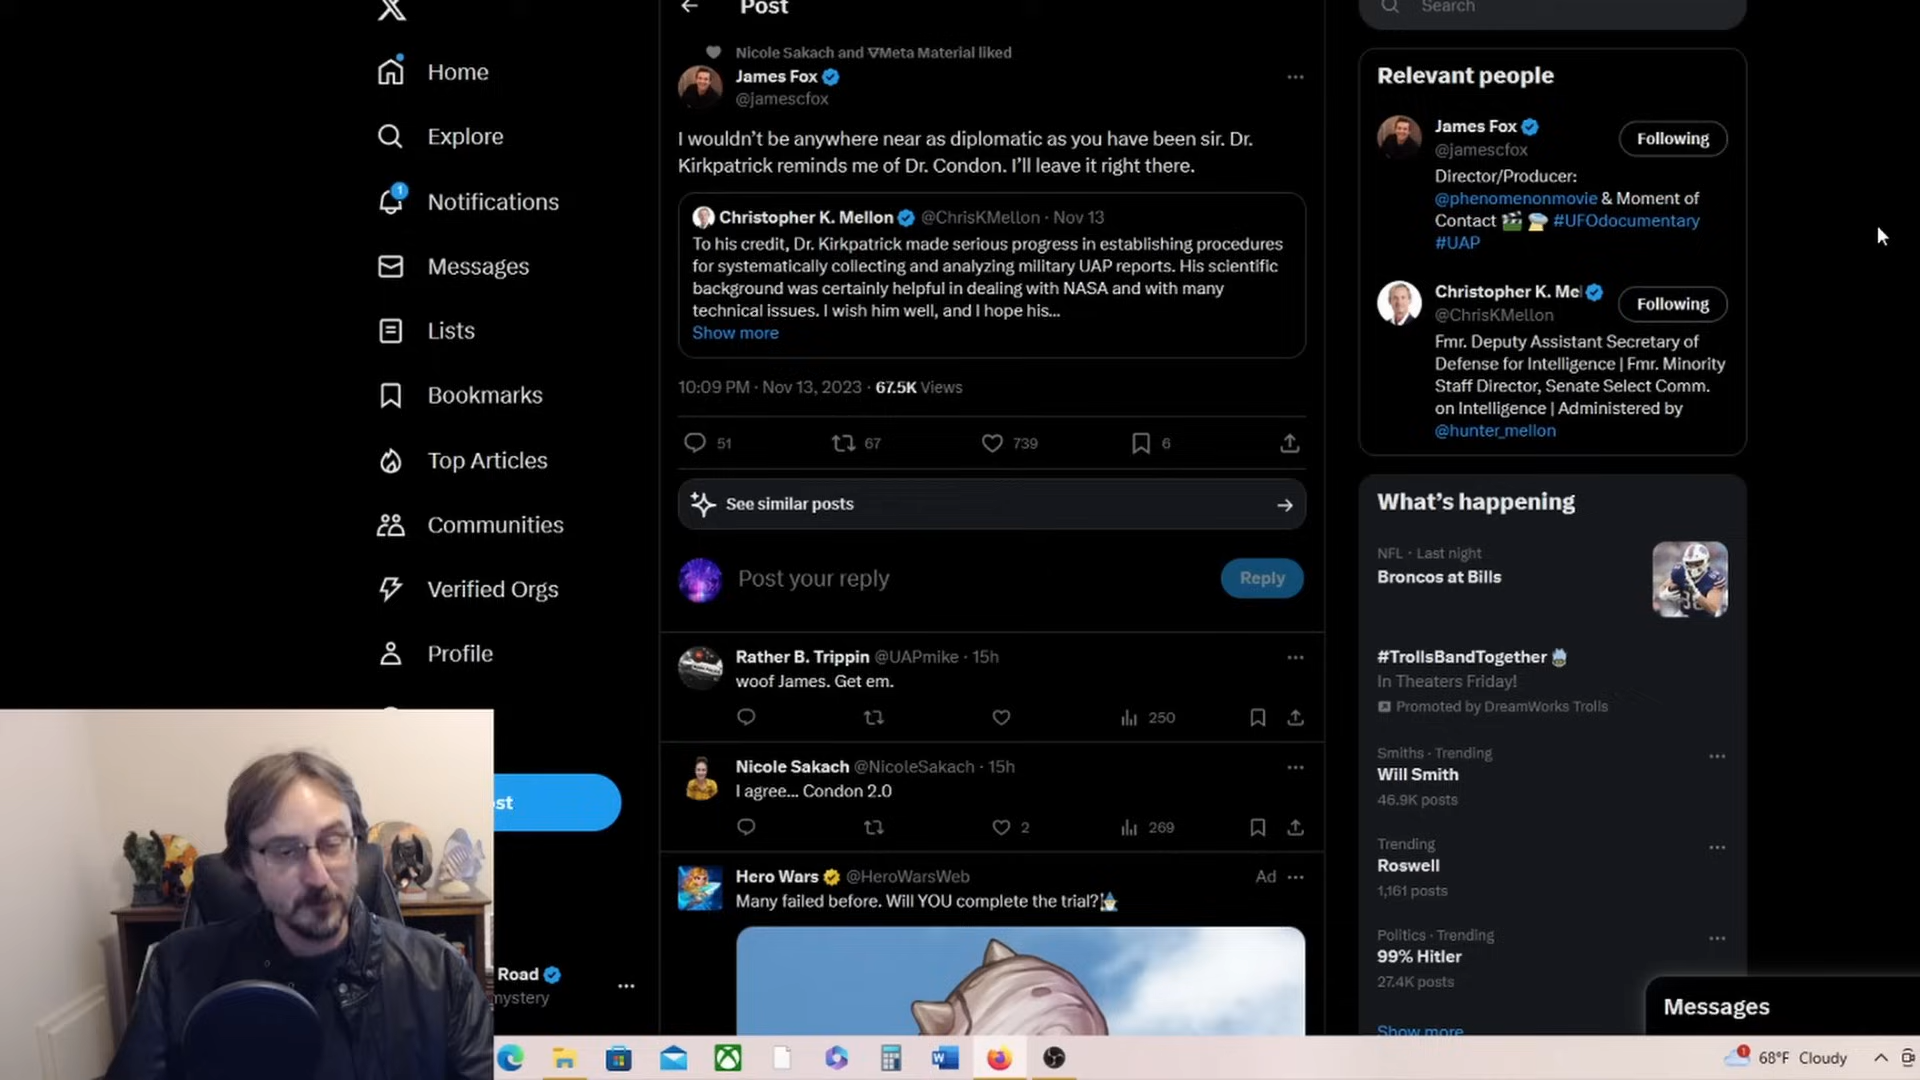 Home
Explore
1
Notifications
Messages
Lists
Bookmarks
Top Articles
Communities
Verified Orgs
Profile
st
Road
mystery
Post
Nicole Sakach and ∇Meta Material liked
James Fox
@jamescfox
I wouldn’t be anywhere near as diplomatic as you have been sir. Dr.
Kirkpatrick reminds me of Dr. Condon. I’ll leave it right there.
Christopher K. Mellon @ChrisKMellon · Nov 13
To his credit, Dr. Kirkpatrick made serious progress in establishing procedures
for systematically collecting and analyzing military UAP reports. His scientific
background was certainly helpful in dealing with NASA and with many
technical issues. I wish him well, and I hope his...
Show more
10:09 PM · Nov 13, 2023 · 67.5K Views
51 67 739 6
See similar posts
Post your reply
Reply
Rather B. Trippin @UAPmike · 15h
woof James. Get em.
250
Nicole Sakach @NicoleSakach · 15h
I agree... Condon 2.0
2 269
Hero Wars @HeroWarsWeb Ad
Many failed before. Will YOU complete the trial?
Search
Relevant people
James Fox
@jamescfox
Following
Director/Producer:
@phenomenonmovie & Moment of
Contact #UFOdocumentary
#UAP
Christopher K. Mel
@ChrisKMellon
Following
Fmr. Deputy Assistant Secretary of
Defense for Intelligence | Fmr. Minority
Staff Director, Senate Select Comm.
on Intelligence | Administered by
@hunter_mellon
What’s happening
NFL · Last night
Broncos at Bills
#TrollsBandTogether
In Theaters Friday!
Promoted by DreamWorks Trolls
Smiths · Trending
Will Smith
46.9K posts
Trending
Roswell
1,161 posts
Politics · Trending
99% Hitler
27.4K posts
Show more
Messages
1
68°F Cloudy